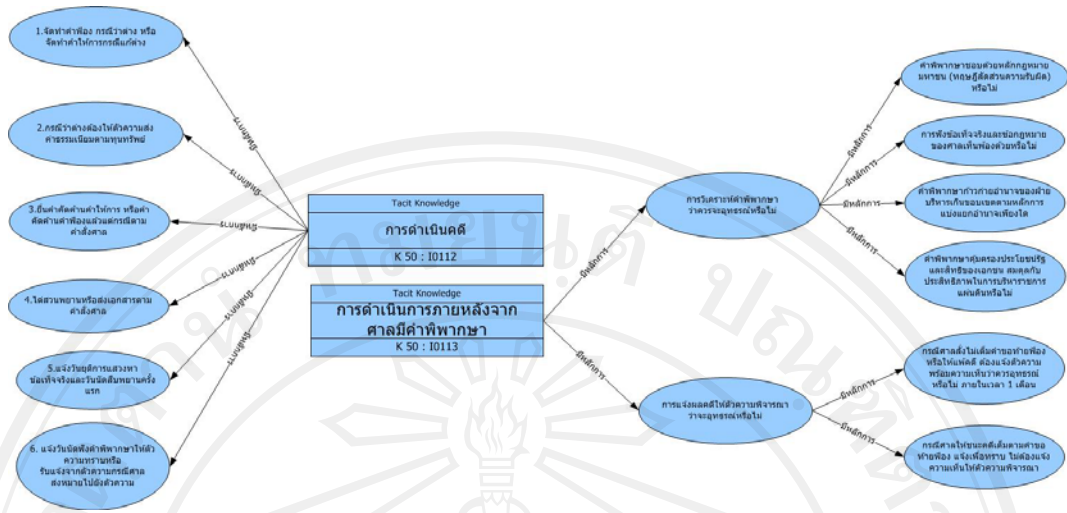 1.จัดทำคำฟ้อง กรณีว่าต่าง หรือ
จัดทำคำให้การกรณีแก้ต่าง
2.กรณีว่าต่างต้องให้ตัวความส่ง
ค่าธรรมเนียมตามทุนทรัพย์
3.ยื่นคำคัดค้านคำให้การ หรือคำ
คัดค้านคำฟ้องแล้วแต่กรณีตาม
คำสั่งศาล
4.ไต่สวนพยานหรือส่งเอกสารตาม
คำสั่งศาล
5.แจ้งวันยุติการแสวงหา
ข้อเท็จจริงและวันนัดสืบพยานครั้ง
แรก
6. แจ้งวันนัดฟังคำพิพากษาให้ตัว
ความทราบหรือ
รับแจ้งจากตัวความกรณีศาล
ส่งหมายไปยังตัวความ
Tacit Knowledge
การดำเนินคดี
K 50 : I0112
Tacit Knowledge
การดำเนินการภายหลังจาก
ศาลมีคำพิพากษา
K 50 : I0113
มีหลักการ
มีหลักการ
การวิเคราะห์คำพิพากษา
ว่าควรจะอุทธรณ์หรือไม่
การแจ้งผลคดีให้ตัวความพิจารณา
ว่าจะอุทธรณ์หรือไม่
มีหลักการ
มีหลักการ
มีหลักการ
มีหลักการ
มีหลักการ
มีหลักการ
คำพิพากษาชอบด้วยหลักกฎหมาย
มหาชน (ทฤษฎีสัดส่วนความรับผิด)
หรือไม่
การฟังข้อเท็จจริงและข้อกฎหมาย
ของศาลเห็นพ้องด้วยหรือไม่
คำพิพากษาก้าวก่ายอำนาจของฝ่าย
บริหารเกินขอบเขตตามหลักการ
แบ่งแยกอำนาจเพียงใด
คำพิพากษาคุ้มครองประโยชน์รัฐ
และสิทธิของเอกชน สมดุลกับ
ประสิทธิภาพในการบริหารราชการ
แผ่นดินหรือไม่
กรณีศาลสั่งไม่เต็มคำขอท้ายฟ้อง
หรือให้แพ้คดี ต้องแจ้งตัวความ
พร้อมความเห็นว่าควรอุทธรณ์
หรือไม่ ภายในเวลา 1 เดือน
กรณีศาลให้ชนะคดีเต็มตามคำขอ
ท้ายฟ้อง แจ้งเพื่อทราบ ไม่ต้องแจ้ง
ความเห็นให้ตัวความพิจารณา